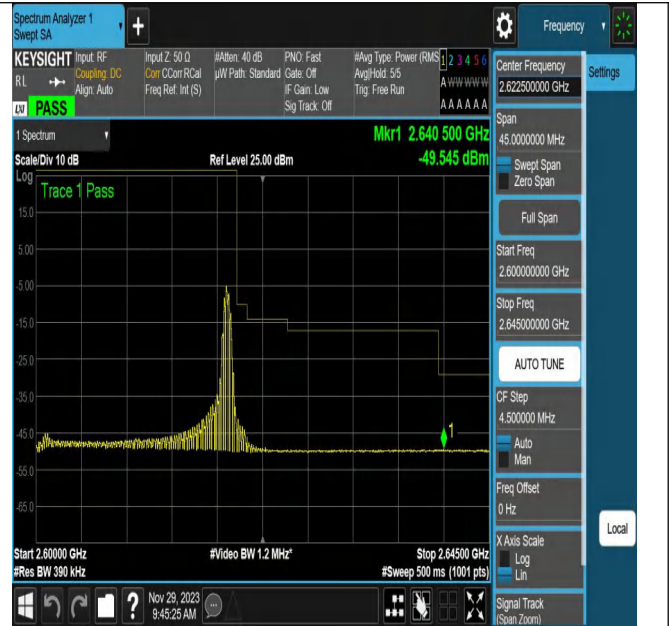 Spectrum Analyzer 1
Swept SA
+
Frequency
KEYSIGHT
RL
LXI PASS
Input: RF
Coupling: DC
Align: Auto
Input Z: 50 Ω
Corr CCorr RCal
Freq Ref: Int (S)
#Atten: 40 dB
µW Path: Standard
PNO: Fast
Gate: Off
IF Gain: Low
Sig Track: Off
#Avg Type: Power (RMS
Avg|Hold: 5/5
Trig: Free Run
1 2 3 4 5 6
A W W W W W
A A A A A A
1 Spectrum
Scale/Div 10 dB
Ref Level 25.00 dBm
Mkr1 2.640 500 GHz
-49.545 dBm
Log
Trace 1 Pass
15.0
5.00
-5.00
-15.0
-25.0
-35.0
-45.0
-55.0
-65.0
1
Start 2.60000 GHz
#Res BW 390 kHz
#Video BW 1.2 MHz*
Stop 2.64500 GHz
#Sweep 500 ms (1001 pts)
?
Nov 29, 2023
9:45:25 AM
Center Frequency
2.622500000 GHz
Settings
Span
45.0000000 MHz
Swept Span
Zero Span
Full Span
Start Freq
2.600000000 GHz
Stop Freq
2.645000000 GHz
AUTO TUNE
CF Step
4.500000 MHz
Auto
Man
Freq Offset
0 Hz
X Axis Scale
Log
Lin
Local
Signal Track
(Span Zoom)